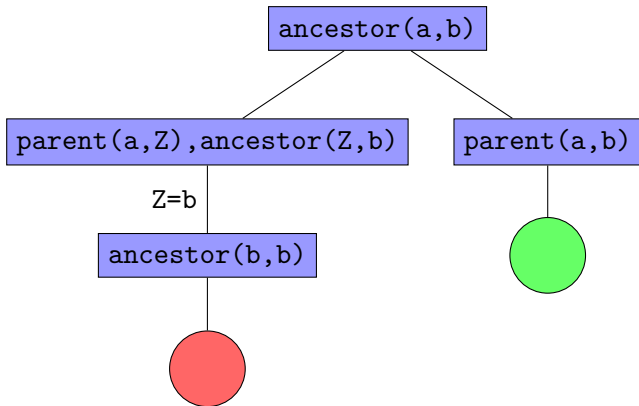 ancestor(a,b)
parent(a,Z),ancestor(Z,b)
parent(a,b)
Z=b
ancestor(b,b)